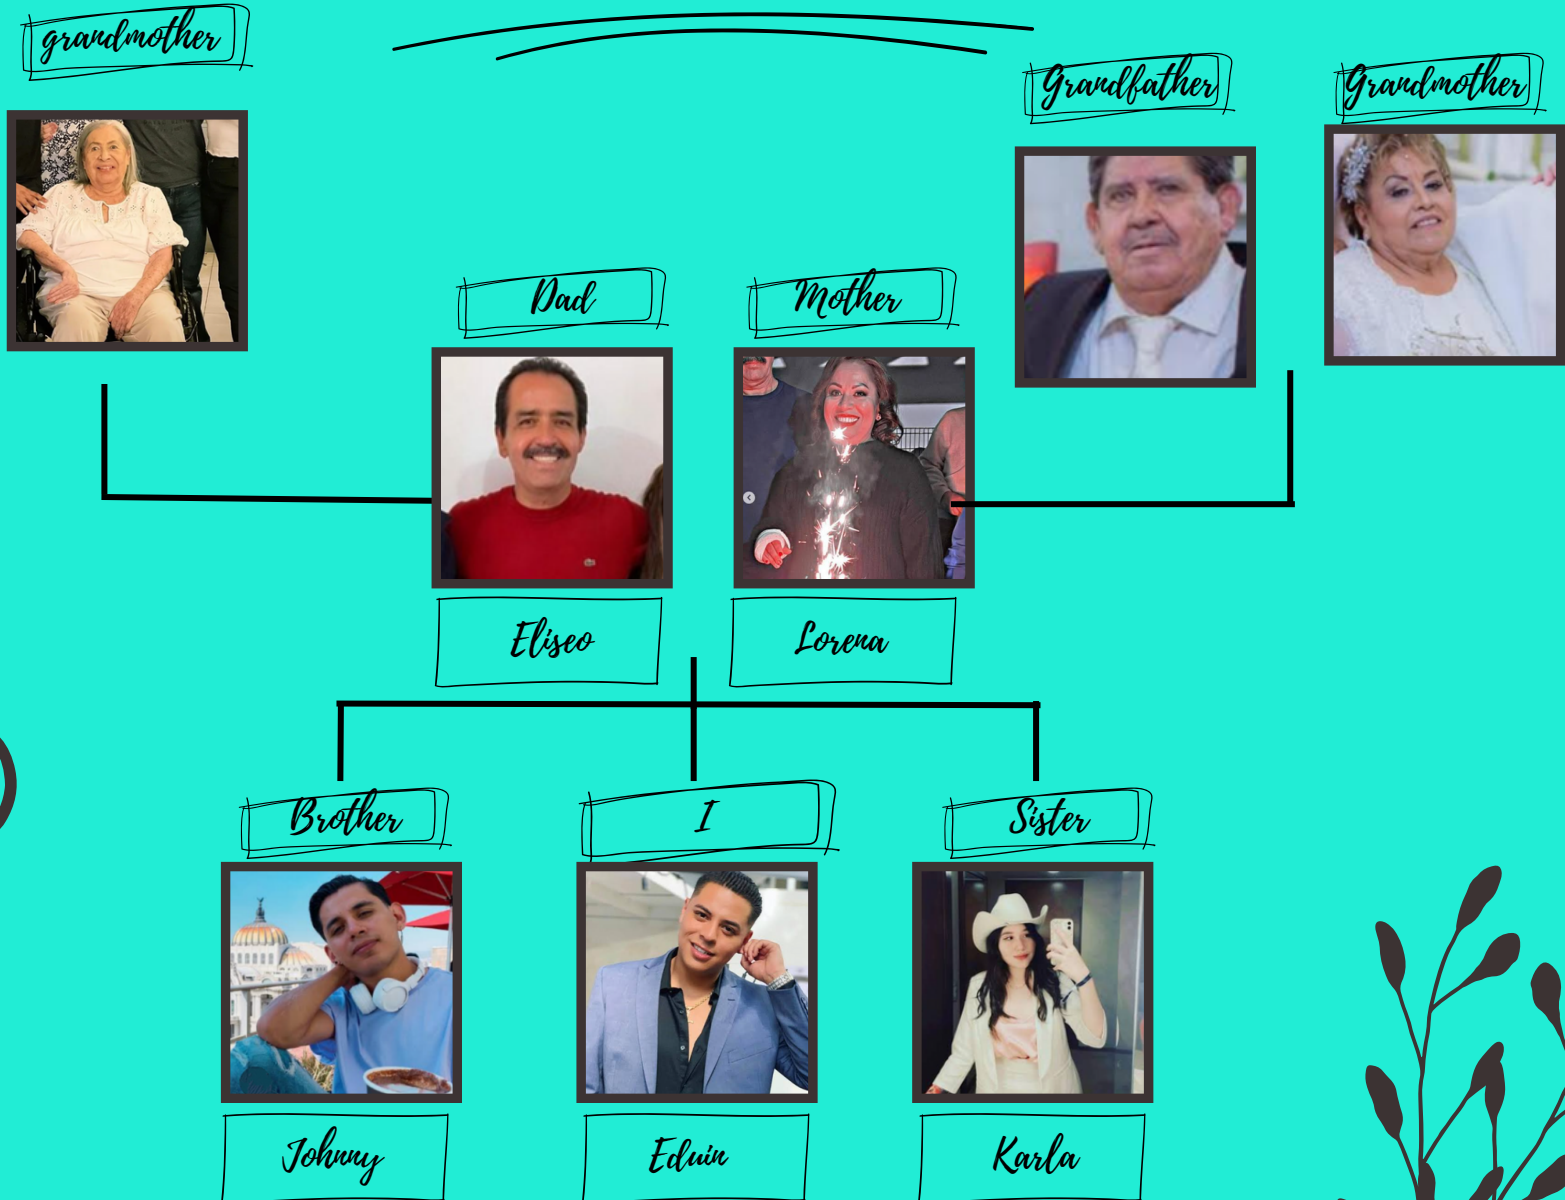 grandmother
Grandfather
Grandmother
Dad
Mother
Eliseo
Lorena
Brother
I
Sister
Johnny
Eduin
Karla